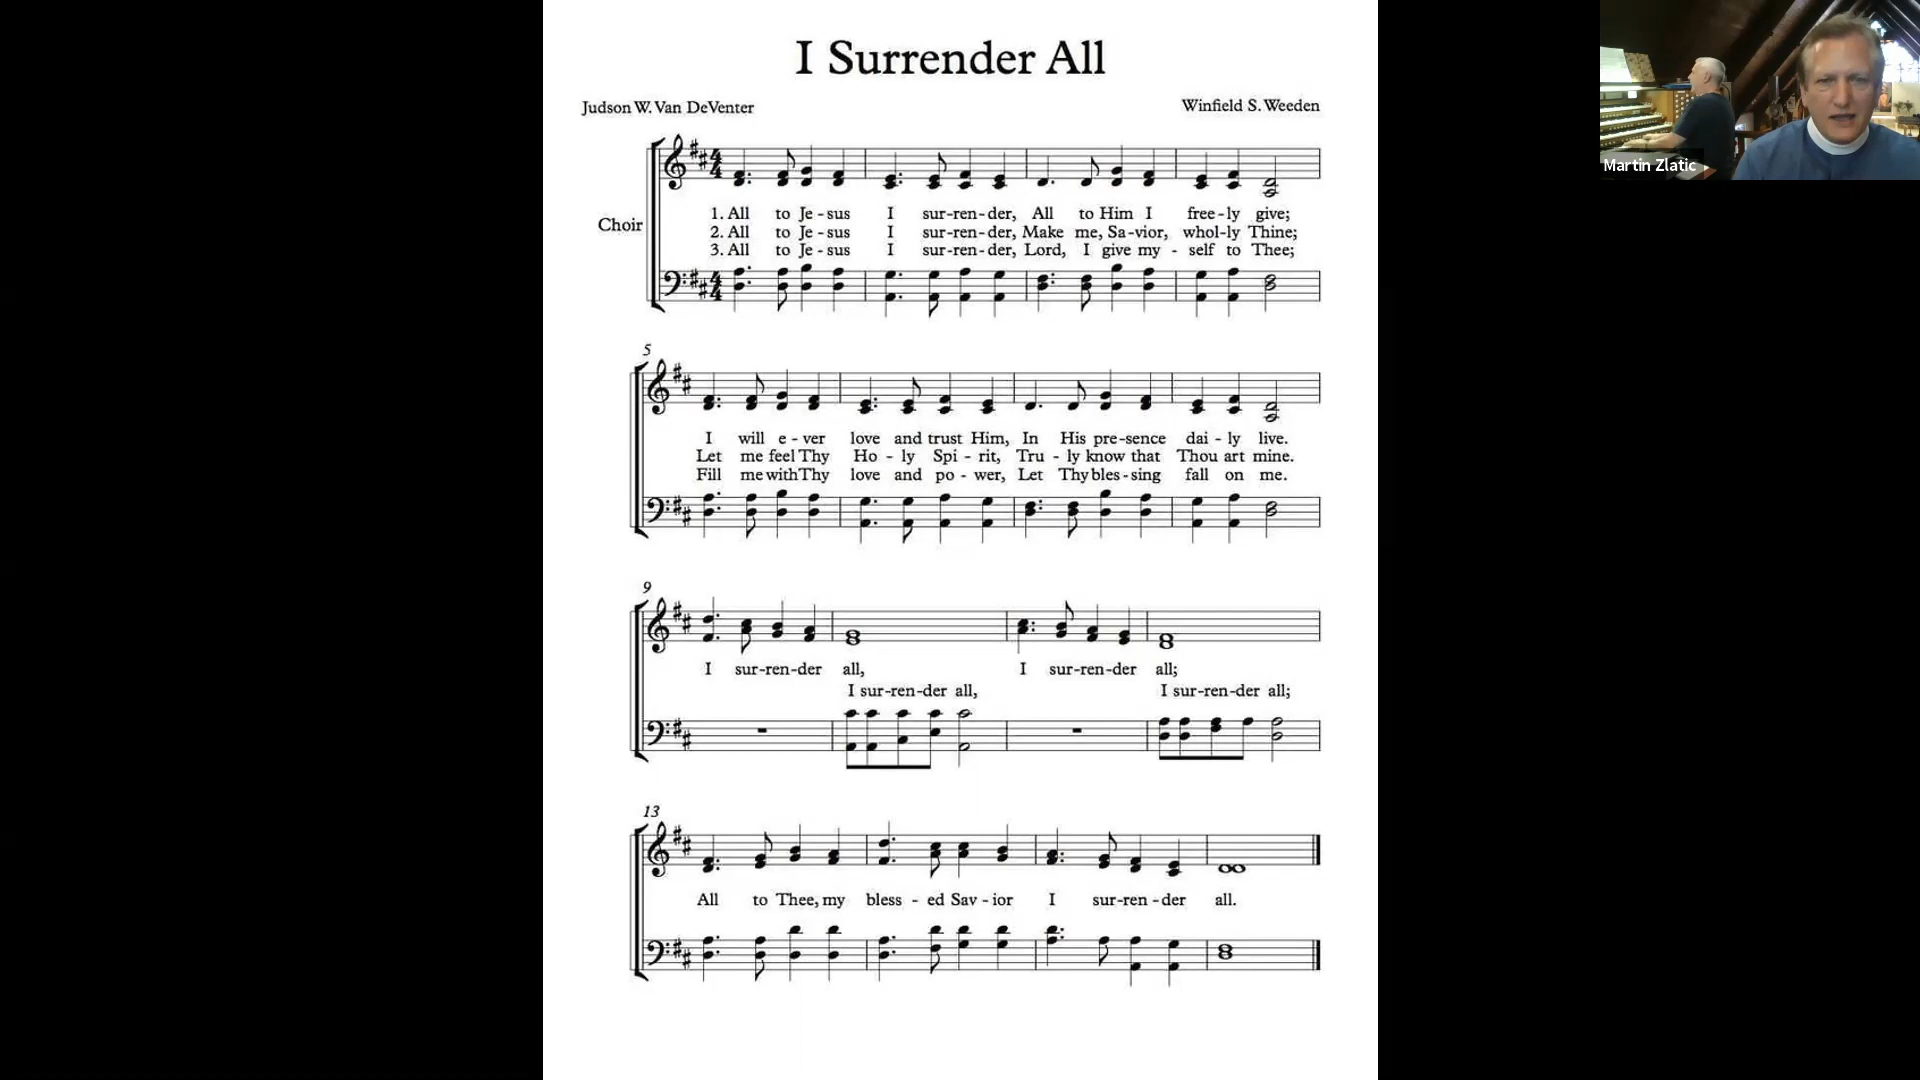 I Surrender All
Judson W. Van DeVenter
Winfield S. Weeden
Martin Zlatic
Choir
1. All to Je - sus I sur-ren-der, All to Him I free-ly give;
2. All to Je - sus I sur-ren-der, Make me, Sa-vior, whol-ly Thine;
3. All to Je - sus I sur-ren-der, Lord, I give my - self to Thee;
5
I will e - ver love and trust Him, In His pre-sence dai - ly live.
Let me feel Thy Ho - ly Spi - rit, Tru - ly know that Thou art mine.
Fill me with Thy love and po - wer, Let Thy bles-sing fall on me.
9
I sur-ren-der all, I sur-ren-der all;
I sur-ren-der all, I sur-ren-der all;
13
All to Thee, my bless - ed Sav - ior I sur-ren-der all.